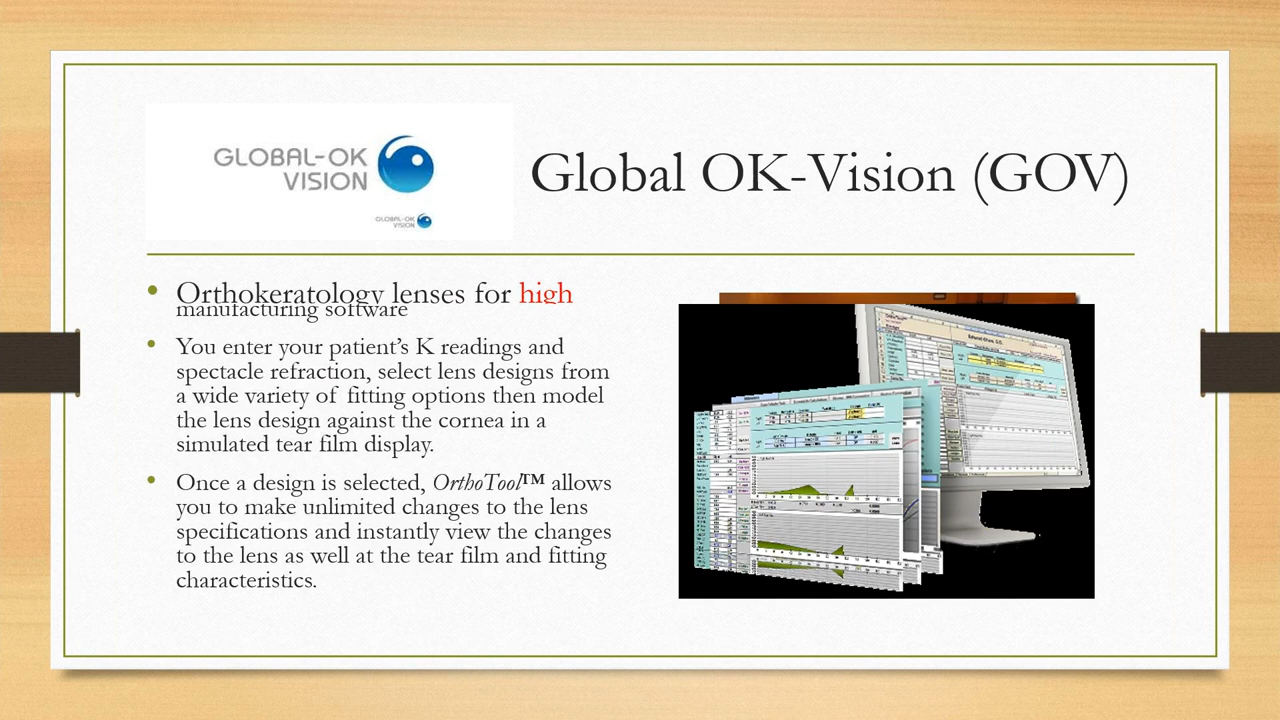 GLOBAL-OK
VISION
GLOBAL-OK
VISION
Global OK-Vision (GOV)
• Orthokeratology lenses for high
manufacturing software
• You enter your patient’s K readings and
spectacle refraction, select lens designs from
a wide variety of fitting options then model
the lens design against the cornea in a
simulated tear film display.
• Once a design is selected, OrthoTool™ allows
you to make unlimited changes to the lens
specifications and instantly view the changes
to the lens as well at the tear film and fitting
characteristics.